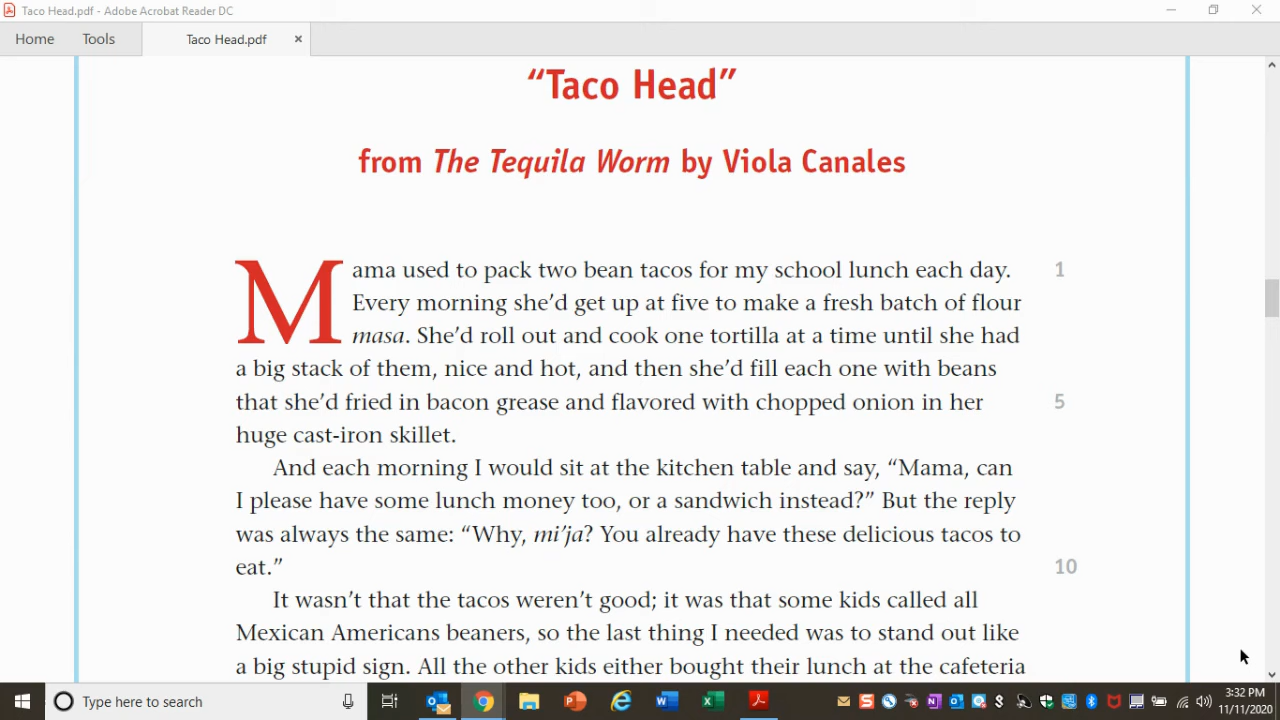 Taco Head.pdf - Adobe Acrobat Reader DC
Home Tools Taco Head.pdf
“Taco Head”
from The Tequila Worm by Viola Canales
Mama used to pack two bean tacos for my school lunch each day. 1
Every morning she’d get up at five to make a fresh batch of flour
masa. She’d roll out and cook one tortilla at a time until she had
a big stack of them, nice and hot, and then she’d fill each one with beans
that she’d fried in bacon grease and flavored with chopped onion in her 5
huge cast-iron skillet.
And each morning I would sit at the kitchen table and say, “Mama, can
I please have some lunch money too, or a sandwich instead?” But the reply
was always the same: “Why, mi’ja? You already have these delicious tacos to
eat.” 10
It wasn’t that the tacos weren’t good; it was that some kids called all
Mexican Americans beaners, so the last thing I needed was to stand out like
a big stupid sign. All the other kids either bought their lunch at the cafeteria
Type here to search
3:32 PM
11/11/2020